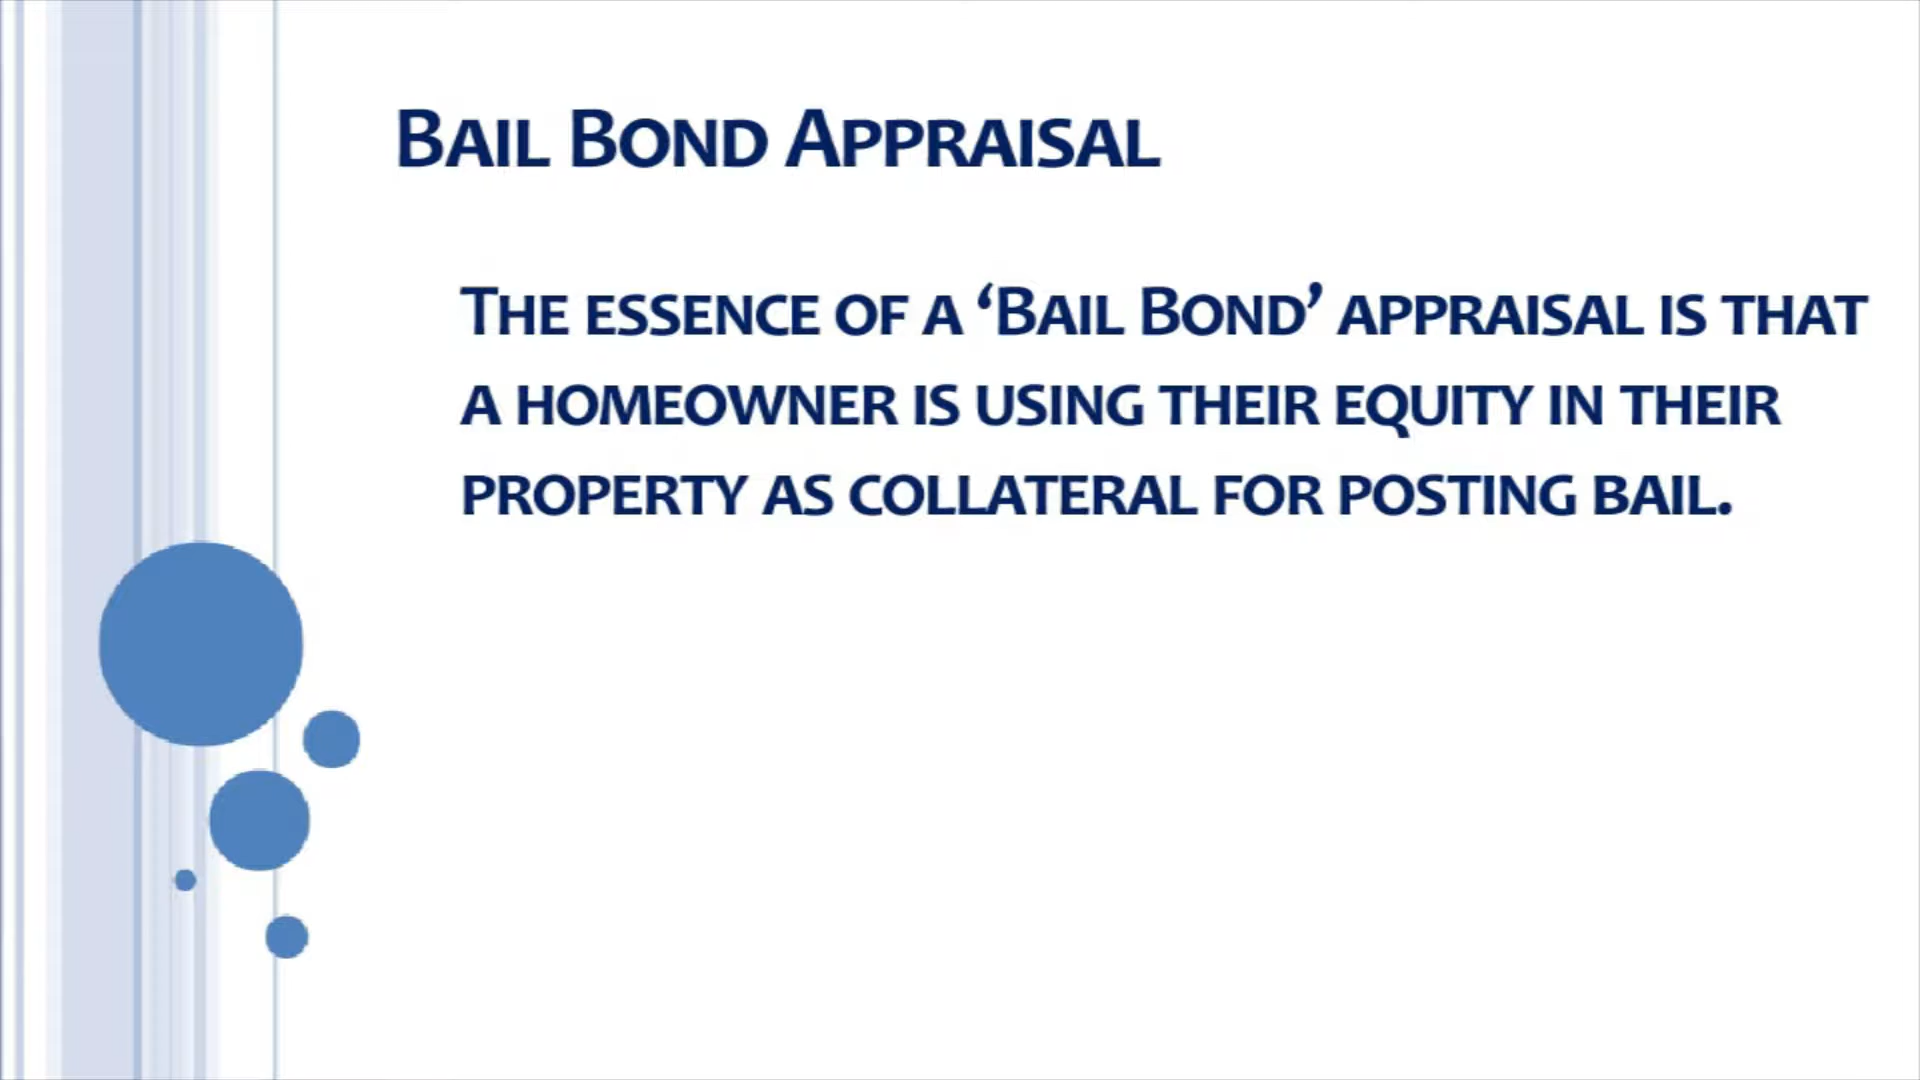 Bail Bond Appraisal
The essence of a ‘Bail Bond’ appraisal is that
a homeowner is using their equity in their
property as collateral for posting bail.